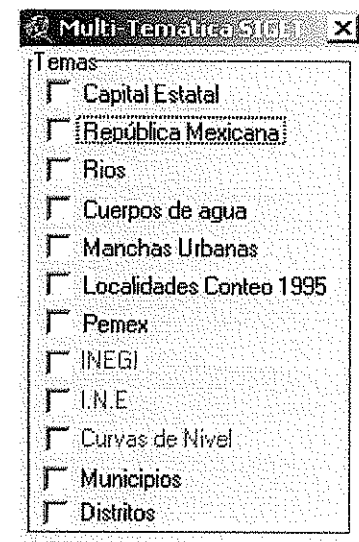 Multi-Temática SIGET
Temas
Capital Estatal
República Mexicana
Rios
Cuerpos de agua
Manchas Urbanas
Localidades Conteo 1995
Pemex
INEGI
I.N.E
Curvas de Nivel
Municipios
Distritos